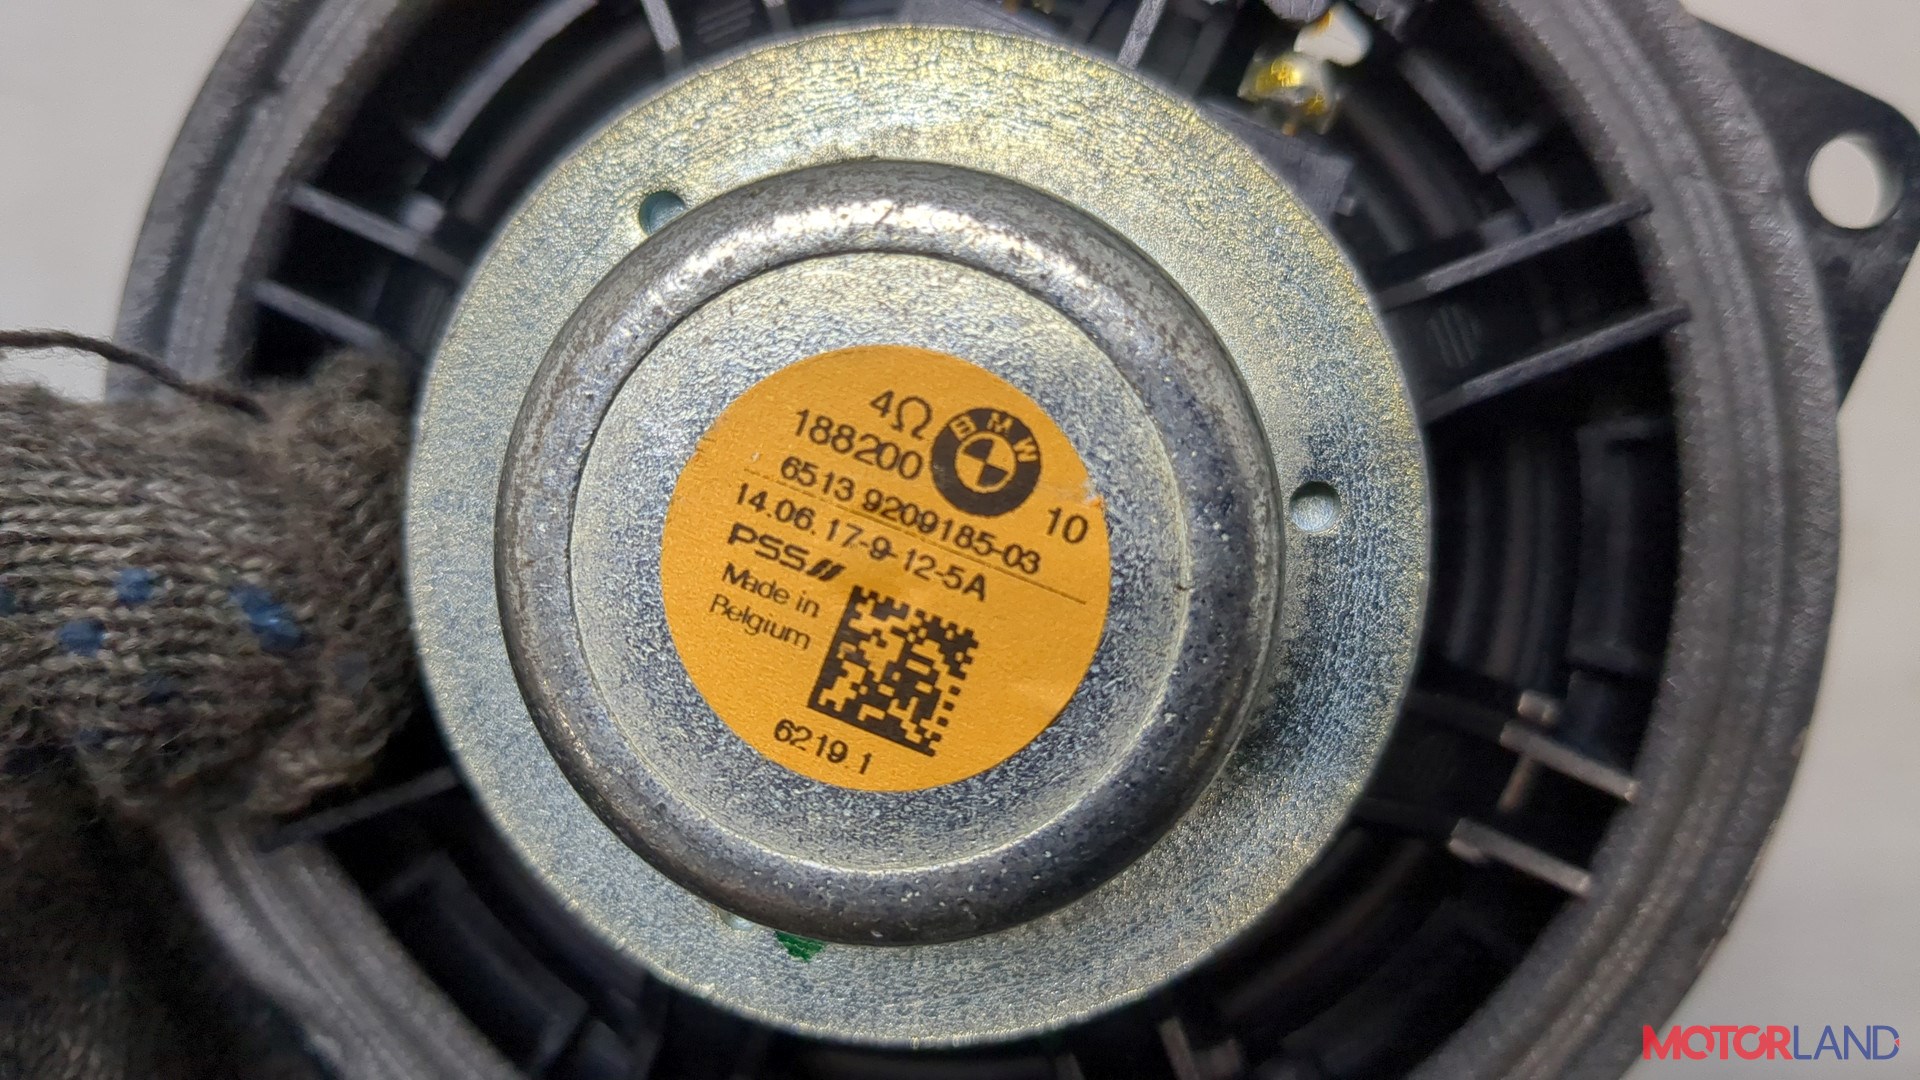 4Ω
188200
BMW
10
6513 9209185-03
14.06.17-9-12-5A
PSS//
Made in
Belgium
6219.1
MOTORLAND